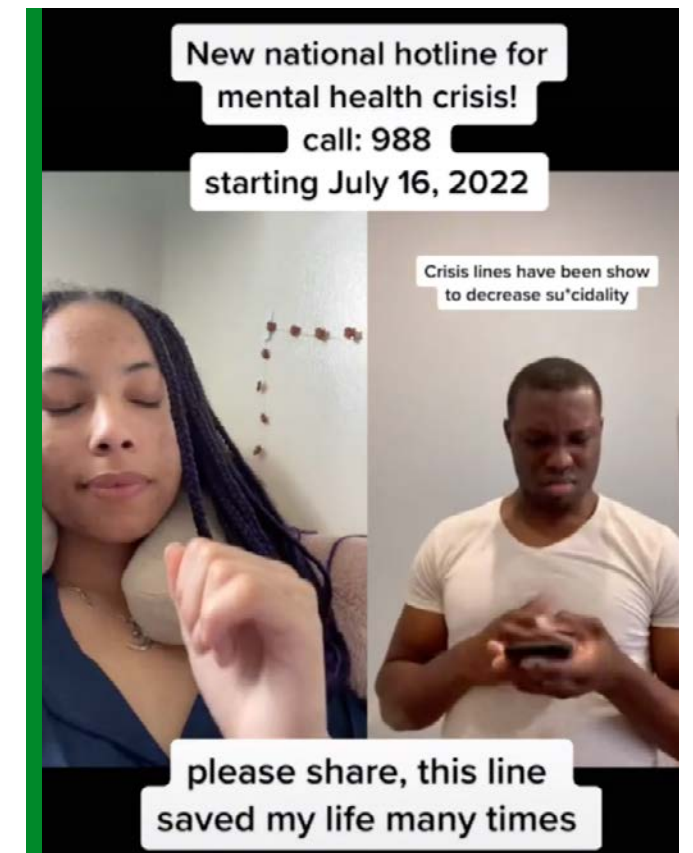 New national hotline for
mental health crisis!
call: 988
starting July 16, 2022
Crisis lines have been show
to decrease su*cidality
please share, this line
saved my life many times